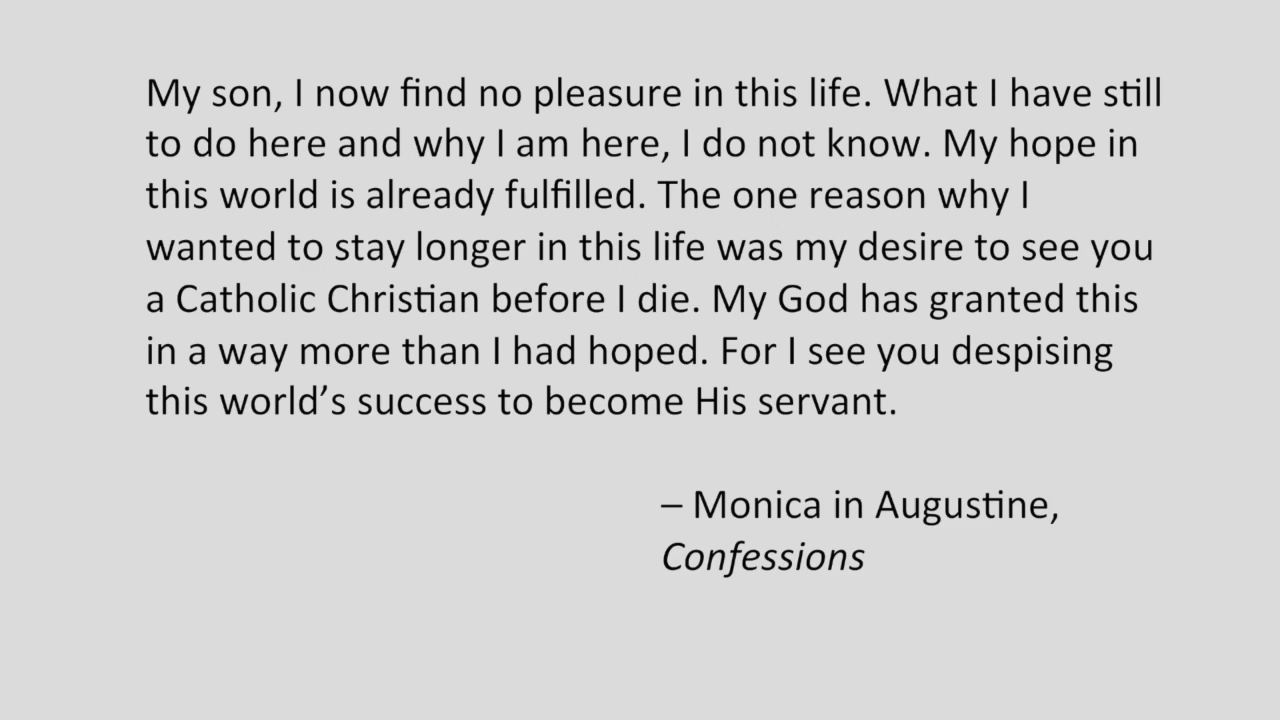 My son, I now find no pleasure in this life. What I have still
to do here and why I am here, I do not know. My hope in
this world is already fulfilled. The one reason why I
wanted to stay longer in this life was my desire to see you
a Catholic Christian before I die. My God has granted this
in a way more than I had hoped. For I see you despising
this world’s success to become His servant.
– Monica in Augustine,
Confessions